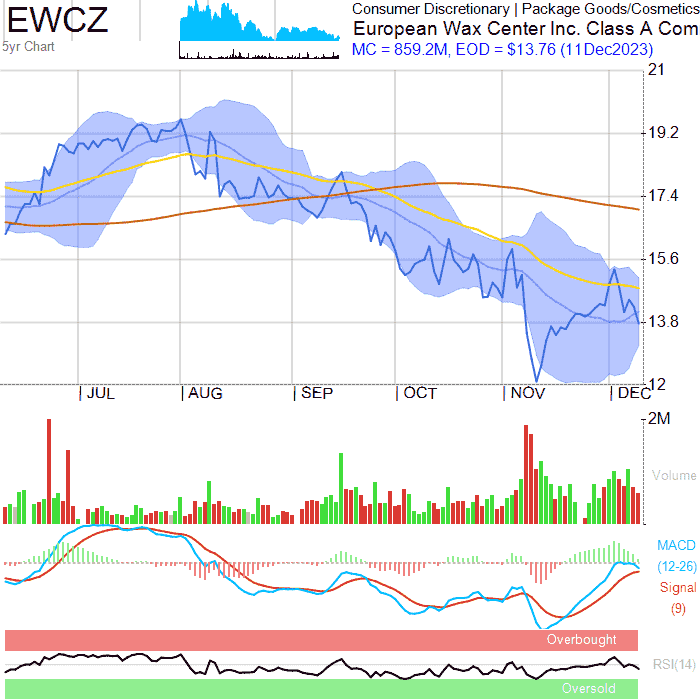 EWCZ
5yr Chart
Consumer Discretionary | Package Goods/Cosmetics
European Wax Center Inc. Class A Com
MC = 859.2M, EOD = $13.76 (11Dec2023)
21
19.2
17.4
15.6
13.8
12
JUL AUG SEP OCT NOV DEC
2M
Volume
MACD
(12-26)
Signal
(9)
Overbought
RSI(14)
Oversold